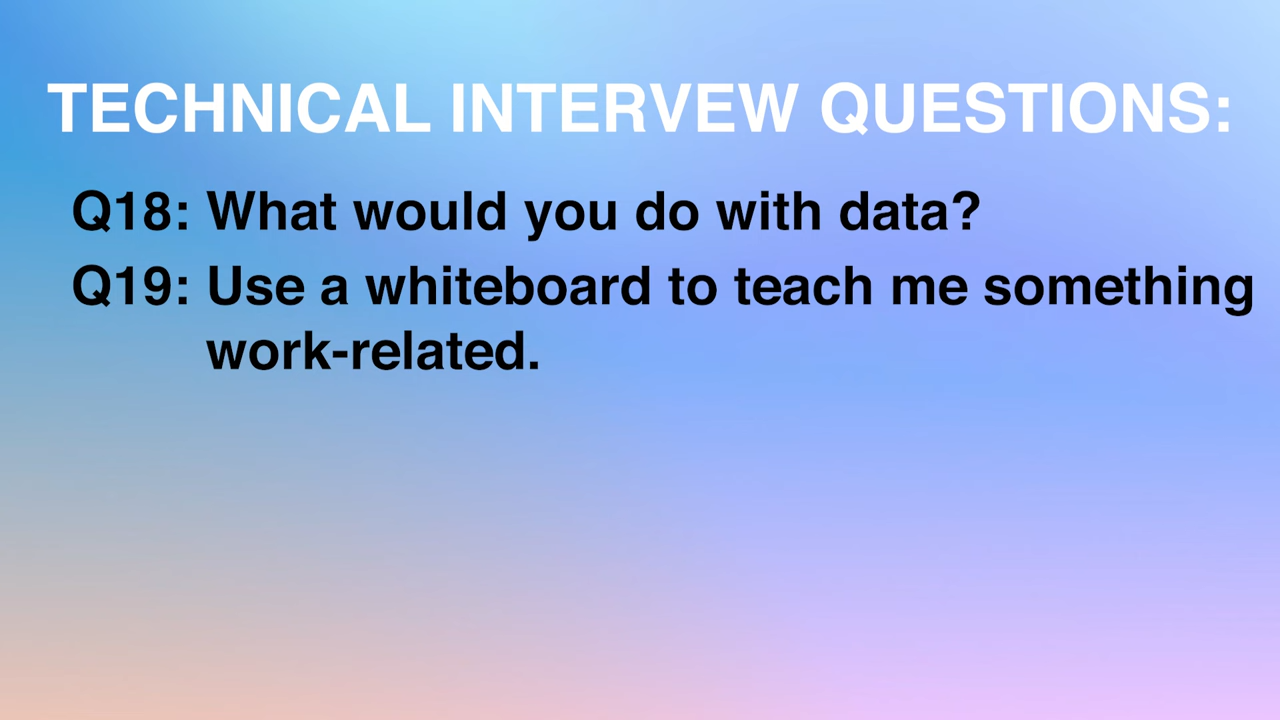 TECHNICAL INTERVEW QUESTIONS:
Q18: What would you do with data?
Q19: Use a whiteboard to teach me something
work-related.